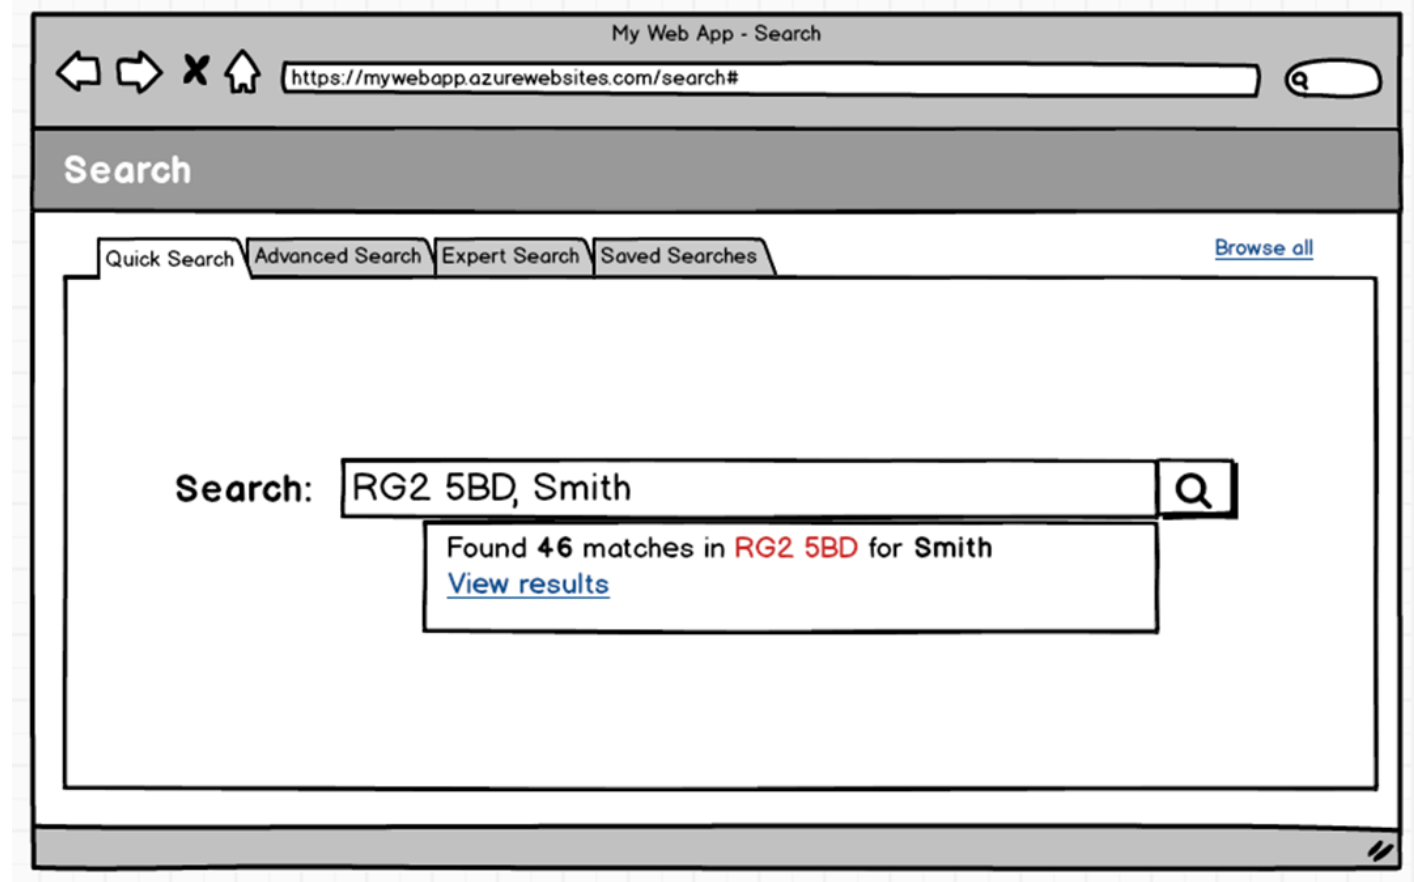 My Web App - Search
https://mywebapp.azurewebsites.com/search#
Search
Quick Search Advanced Search Expert Search Saved Searches Browse all
Search: RG2 5BD, Smith
Found 46 matches in RG2 5BD for Smith
View results